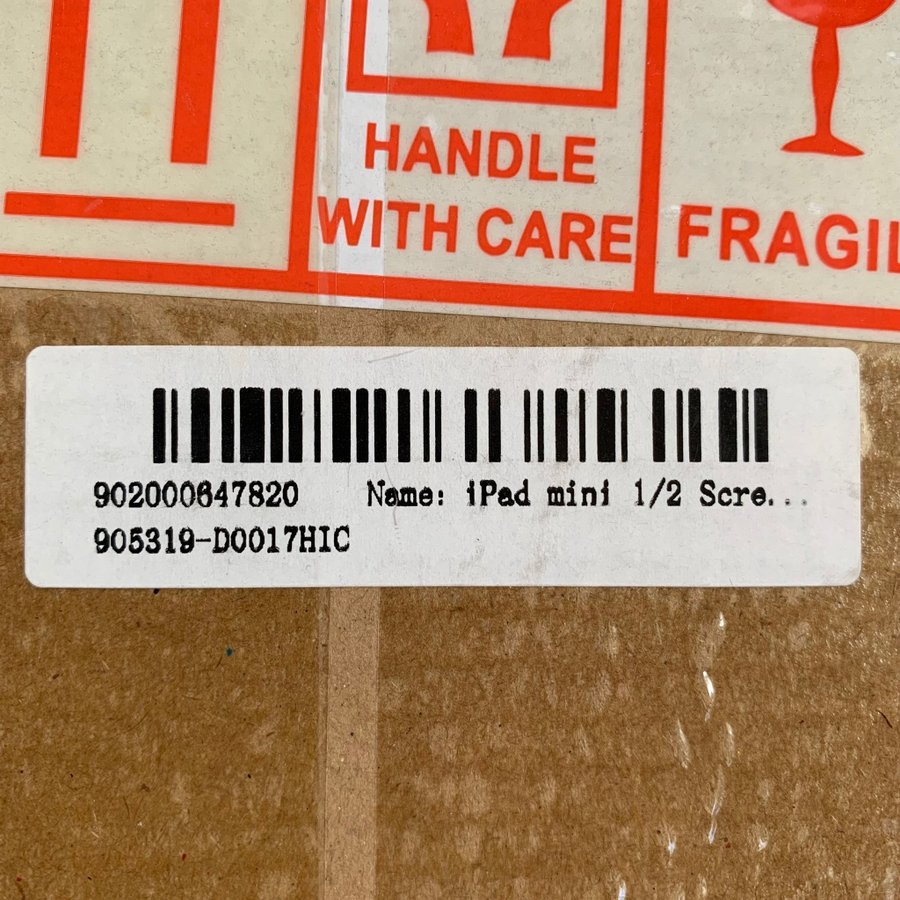 HANDLE
WITH CARE
FRAGIL
902000647820 Name: iPad mini 1/2 Scre...
905319-D0017HIC